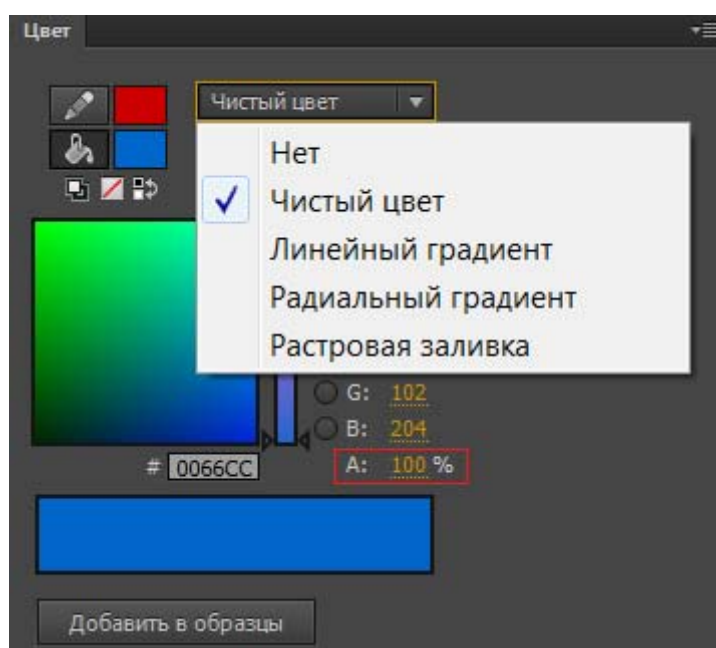 Цвет
Чистый цвет
Нет
Чистый цвет
Линейный градиент
Радиальный градиент
Растровая заливка
G: 102
B: 204
# 0066CC
A: 100 %
Добавить в образцы